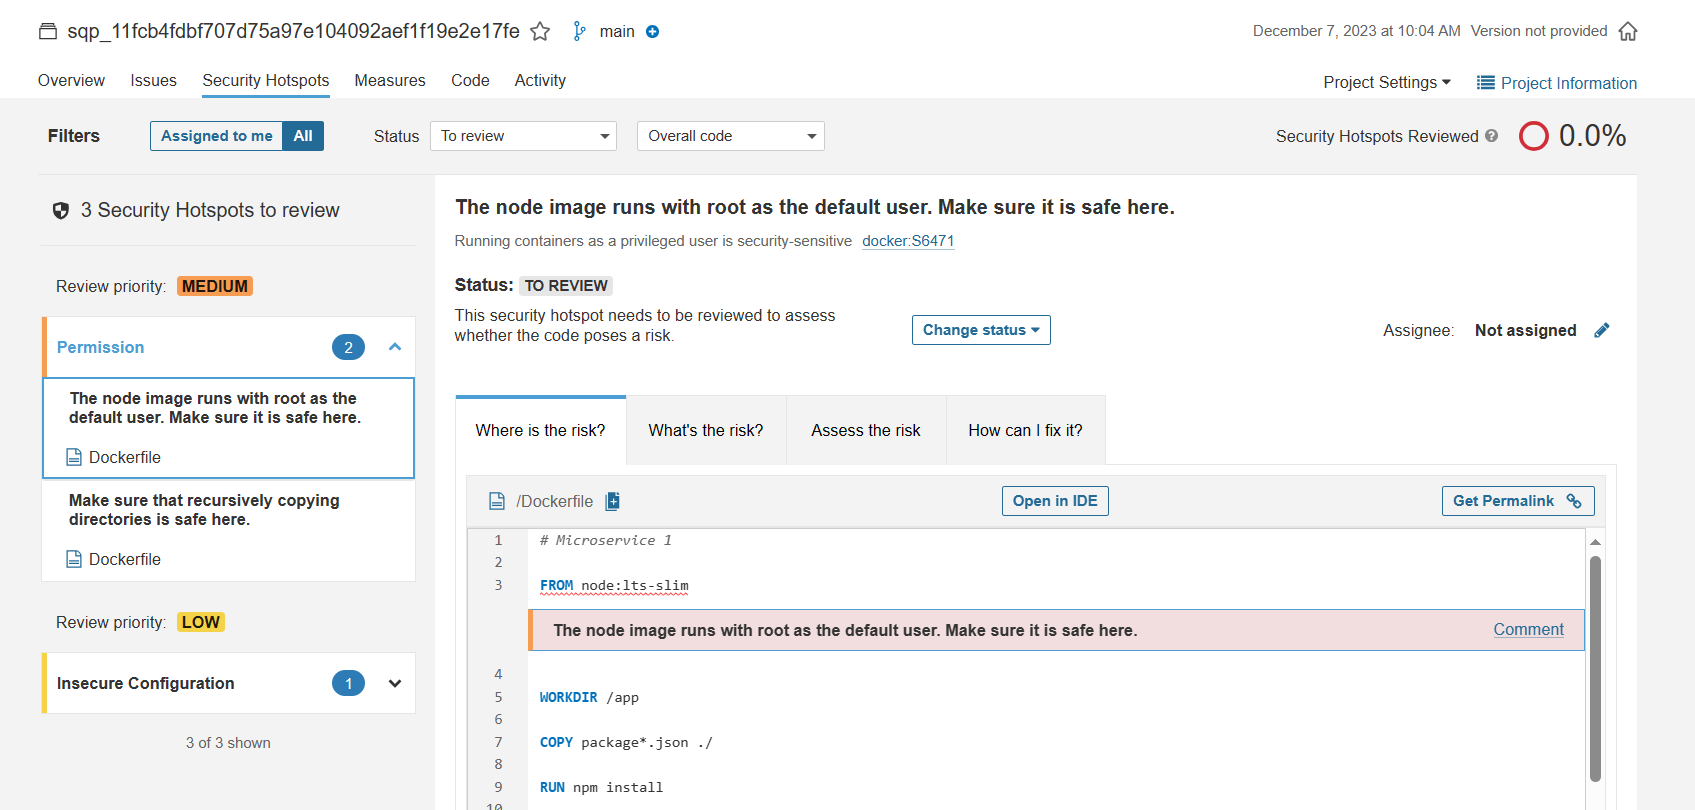 sqp_11fcb4fdbf707d75a97e104092aef1f19e2e17fe main
December 7, 2023 at 10:04 AM Version not provided
Overview Issues Security Hotspots Measures Code Activity
Project Settings Project Information
Filters Assigned to me All Status To review Overall code
Security Hotspots Reviewed ? 0.0%
3 Security Hotspots to review
Review priority: MEDIUM
Permission 2
The node image runs with root as the
default user. Make sure it is safe here.
Dockerfile
Make sure that recursively copying
directories is safe here.
Dockerfile
Review priority: LOW
Insecure Configuration 1
3 of 3 shown
The node image runs with root as the default user. Make sure it is safe here.
Running containers as a privileged user is security-sensitive docker:S6471
Status: TO REVIEW
This security hotspot needs to be reviewed to assess
whether the code poses a risk.
Change status
Assignee: Not assigned
Where is the risk? What's the risk? Assess the risk How can I fix it?
/Dockerfile Open in IDE Get Permalink
1 # Microservice 1
2
3 FROM node:lts-slim
The node image runs with root as the default user. Make sure it is safe here. Comment
4
5 WORKDIR /app
6
7 COPY package*.json ./
8
9 RUN npm install
10